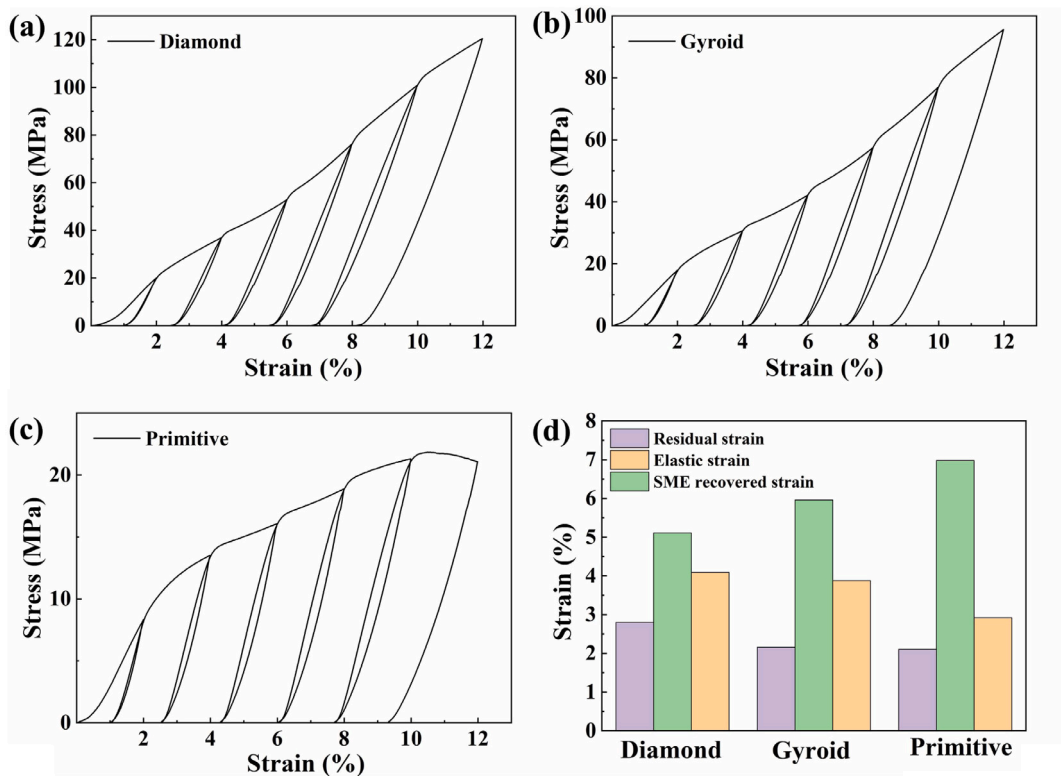 (a)
Diamond
120
100
80
60
40
20
0
2 4 6 8 10 12
Stress (MPa)
Strain (%)
(b)
Gyroid
100
80
60
40
20
0
2 4 6 8 10 12
Stress (MPa)
Strain (%)
(c)
Primitive
20
10
0
2 4 6 8 10 12
Stress (MPa)
Strain (%)
(d)
Residual strain
Elastic strain
SME recovered strain
8
7
6
5
4
3
2
1
0
Strain (%)
Diamond Gyroid Primitive